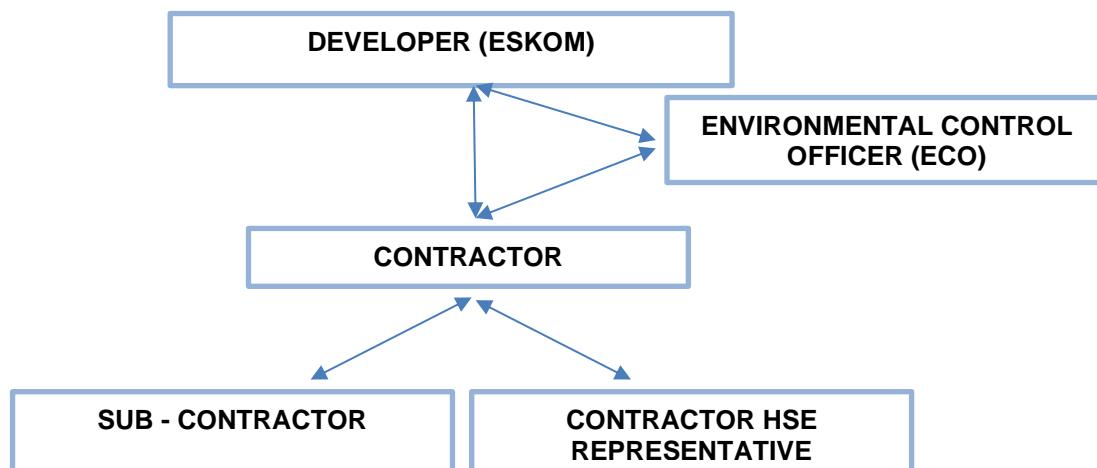 DEVELOPER (ESKOM)
ENVIRONMENTAL CONTROL
OFFICER (ECO)
CONTRACTOR
SUB - CONTRACTOR
CONTRACTOR HSE
REPRESENTATIVE